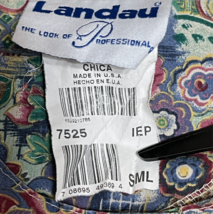 Landau
THE LOOK OF A Professional
CHICA
MADE IN U.S.A
HECHO EN E.U.A
7525 IEP
SML